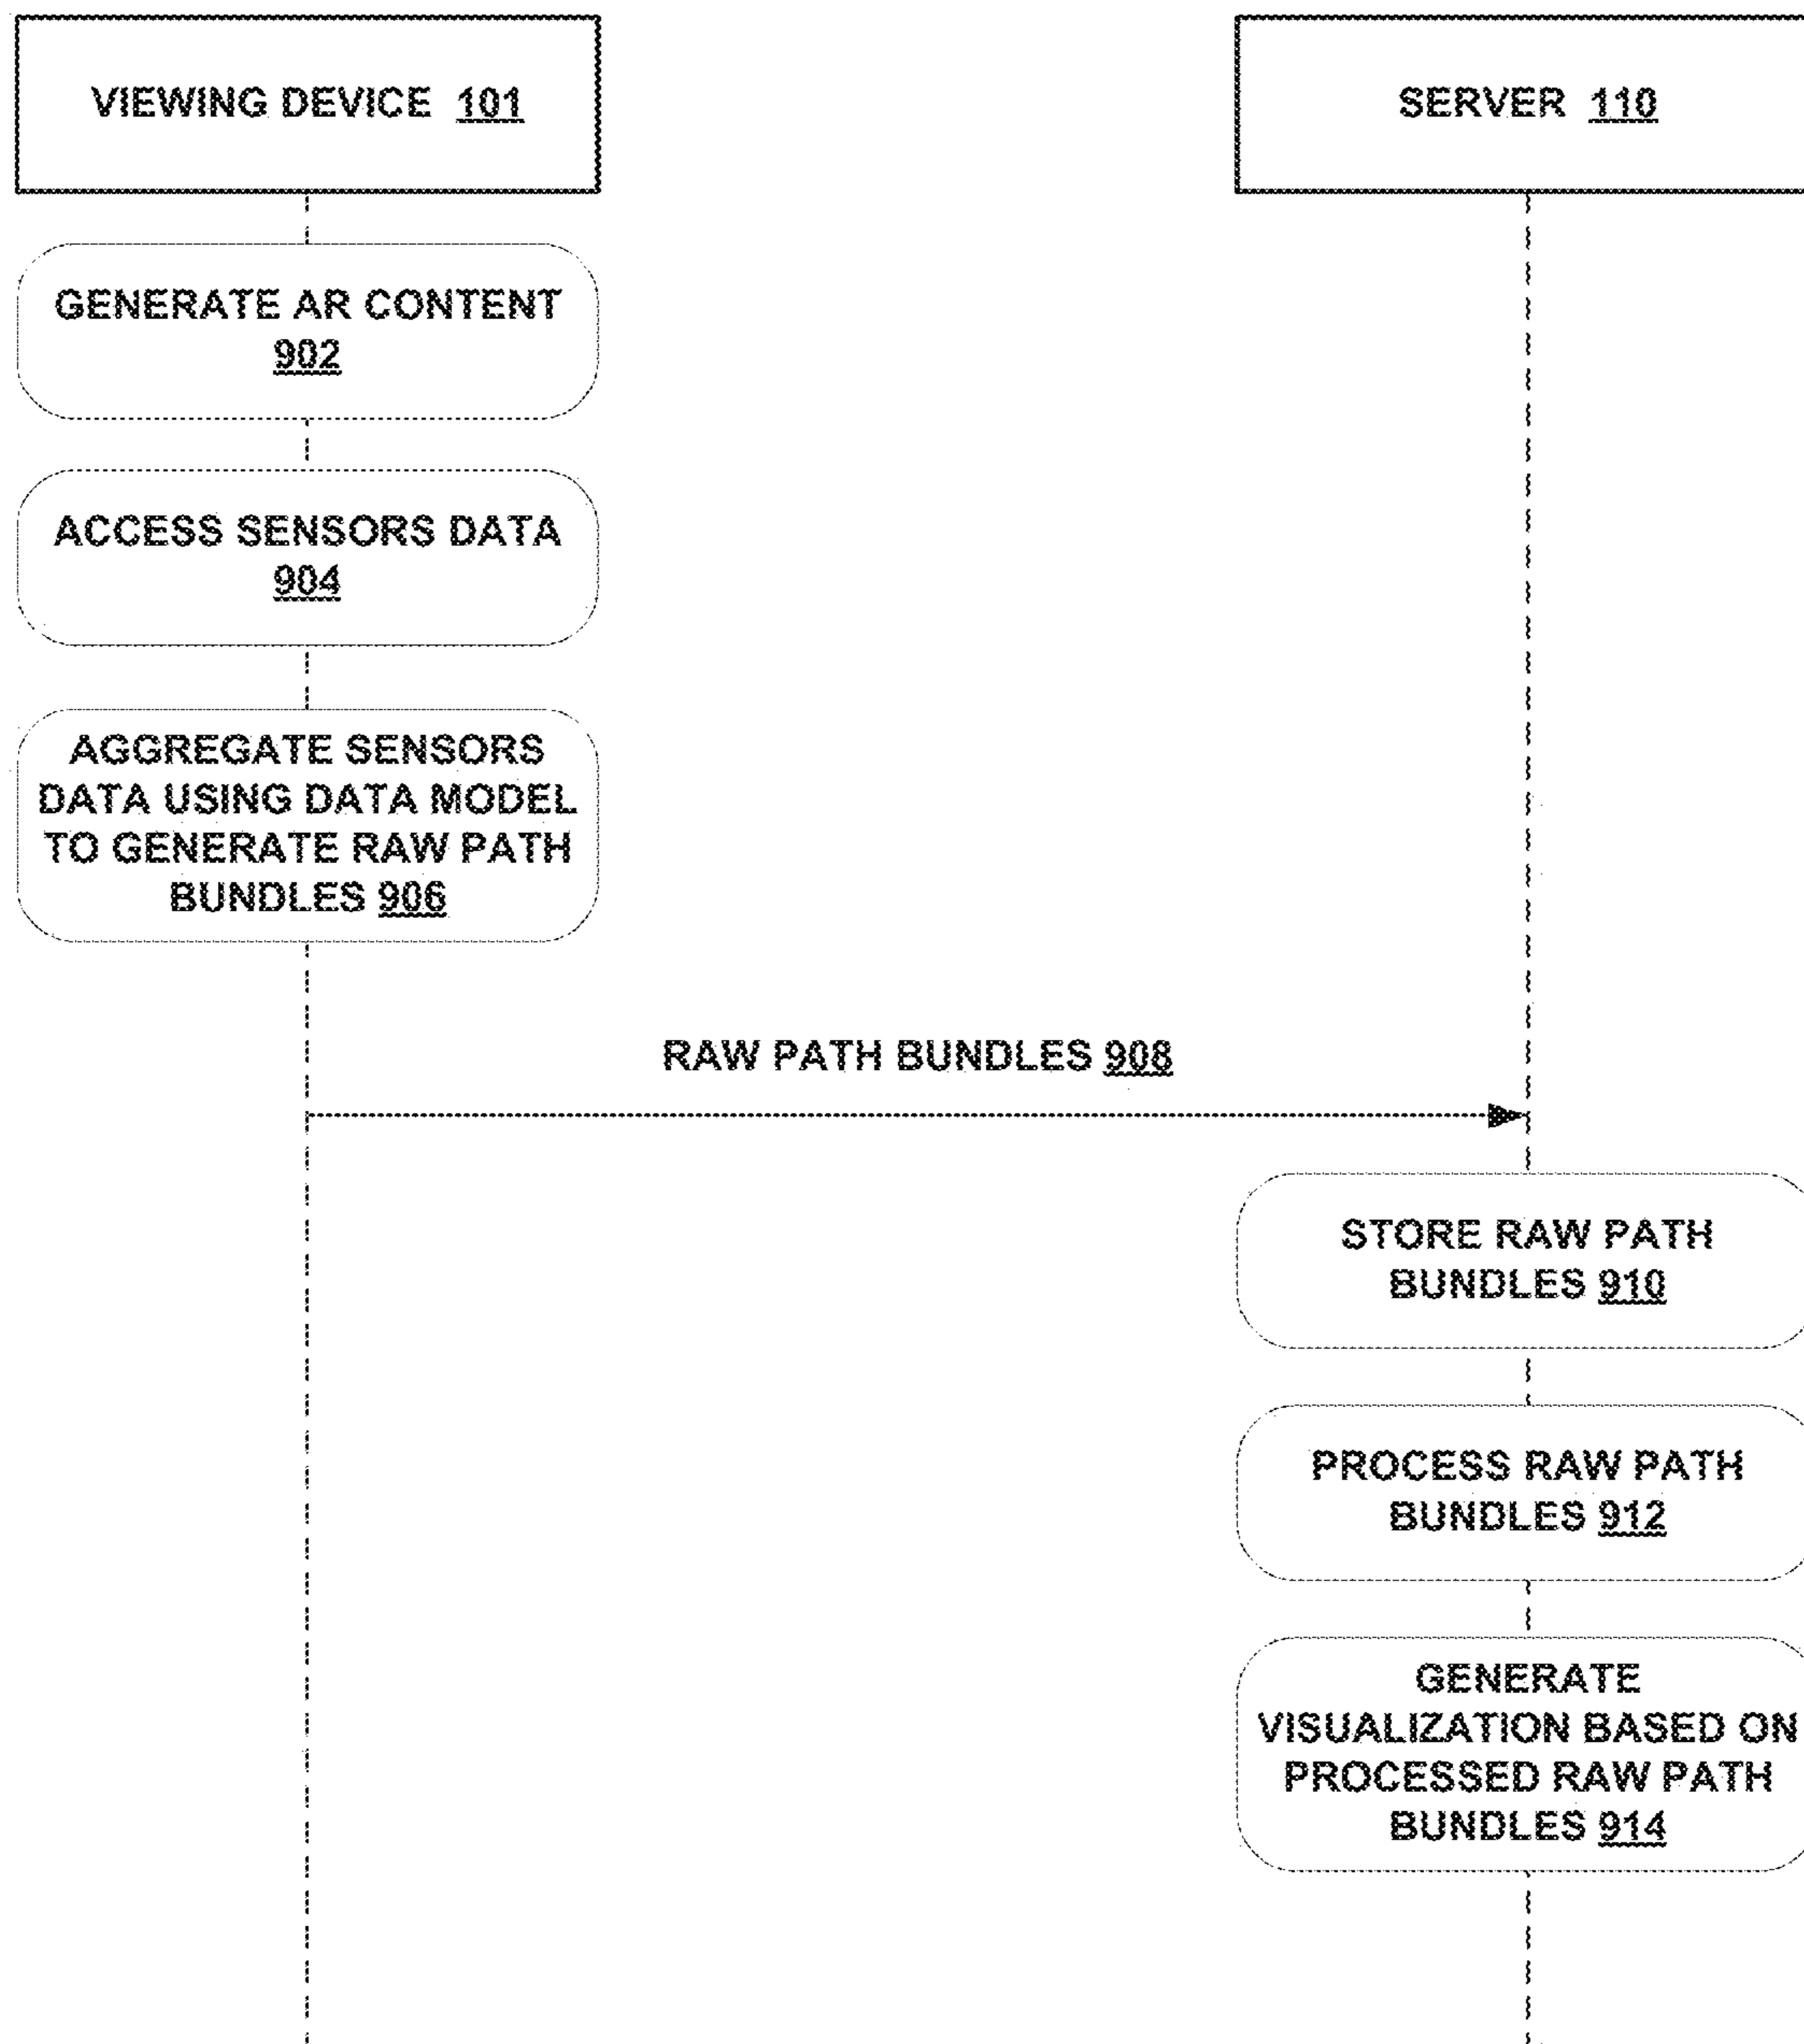 VIEWING DEVICE 101
SERVER 110
GENERATE AR CONTENT
902
ACCESS SENSORS DATA
904
AGGREGATE SENSORS
DATA USING DATA MODEL
TO GENERATE RAW PATH
BUNDLES 906
RAW PATH BUNDLES 908
STORE RAW PATH
BUNDLES 910
PROCESS RAW PATH
BUNDLES 912
GENERATE
VISUALIZATION BASED ON
PROCESSED RAW PATH
BUNDLES 914